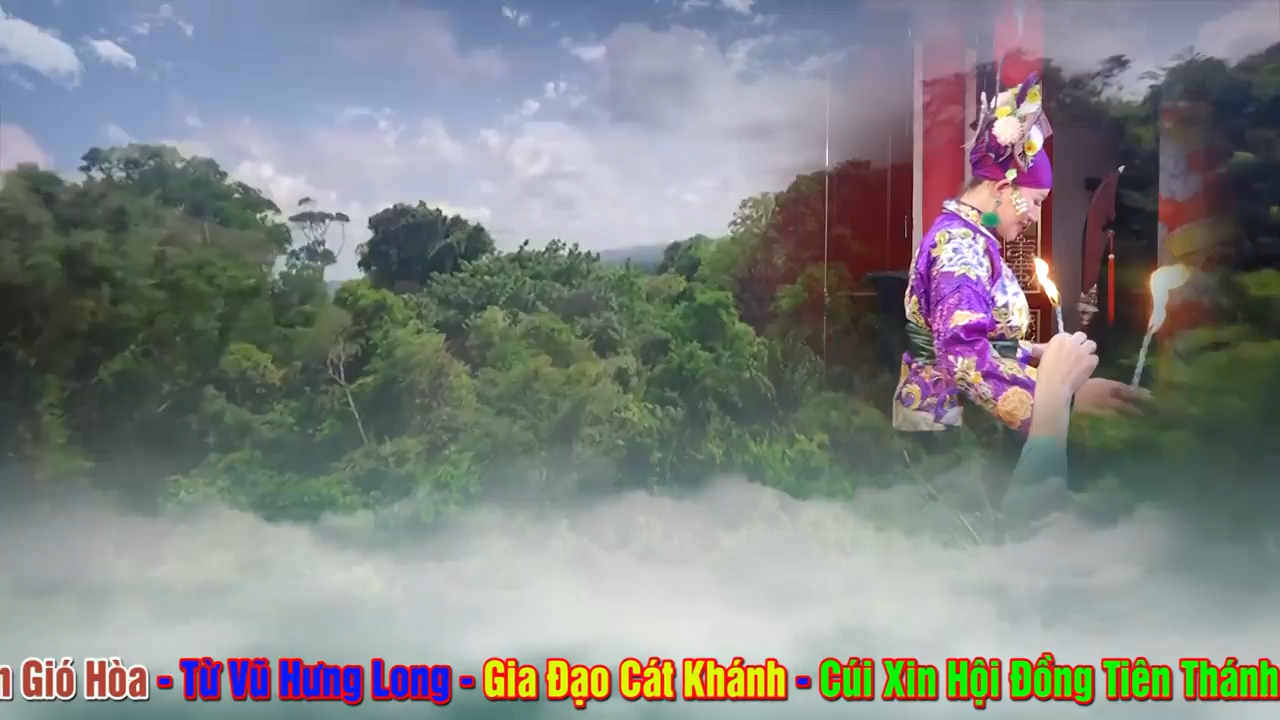 Gió Hòa - Từ Vũ Hưng Long - Gia Đạo Cát Khánh - Cúi Xin Hội Đồng Tiên Thánh